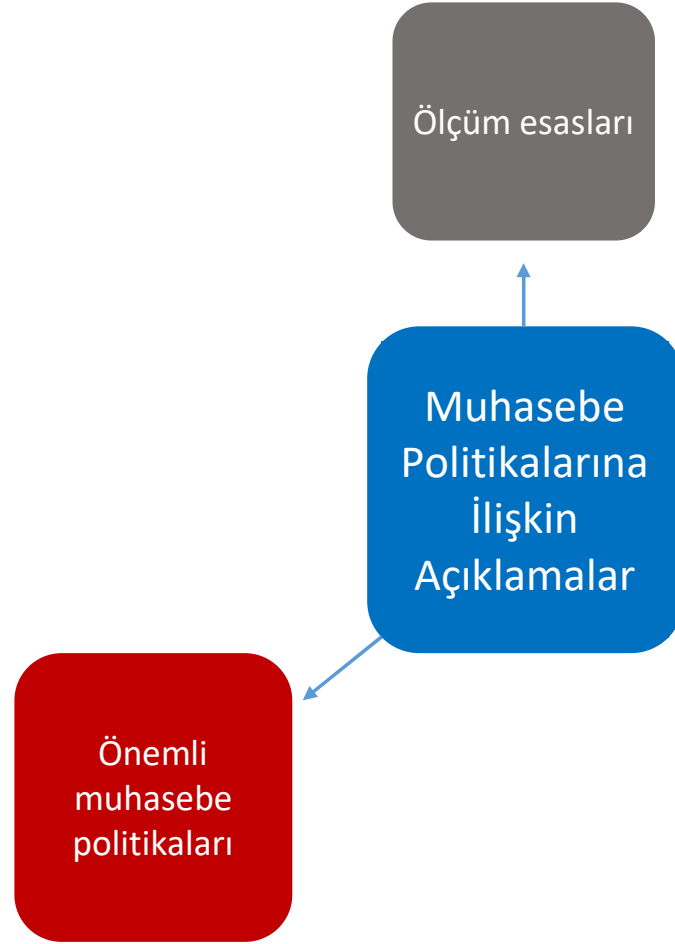 Ölçüm esasları
Muhasebe
Politikalarına
İlişkin
Açıklamalar
Önemli
muhasebe
politikaları